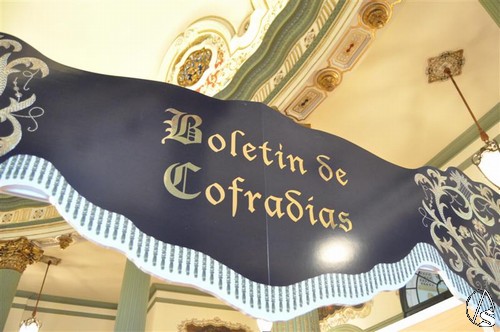 Boletin de
Cofradias